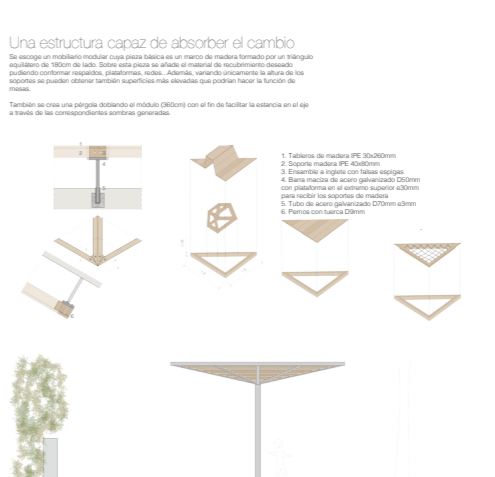 Una estructura capaz de absorber el cambio
Se escoge un mobiliario modular cuya pieza básica es un marco de madera formado por un triángulo
equilátero de 180cm de lado. Sobre esta pieza se añade el material de recubrimiento deseado
pudiendo conformar respaldos, plataformas, redes...Además, variando únicamente la altura de los
soportes se pueden obtener también superficies más elevadas que podrían hacer la función de
mesas.
También se crea una pérgola doblando el módulo (360cm) con el fin de facilitar la estancia en el eje
a través de las correspondientes sombras generadas.
1
2
3
4
5
6
1. Tableros de madera IPE 30x260mm
2. Soporte madera IPE 40x80mm
3. Ensamble a inglete con falsas espigas
4. Barra maciza de acero galvanizado D50mm
con plataforma en el extremo superior e30mm
para recibir los soportes de madera
5. Tubo de acero galvanizado D70mm e3mm
6. Pernos con tuerca D9mm